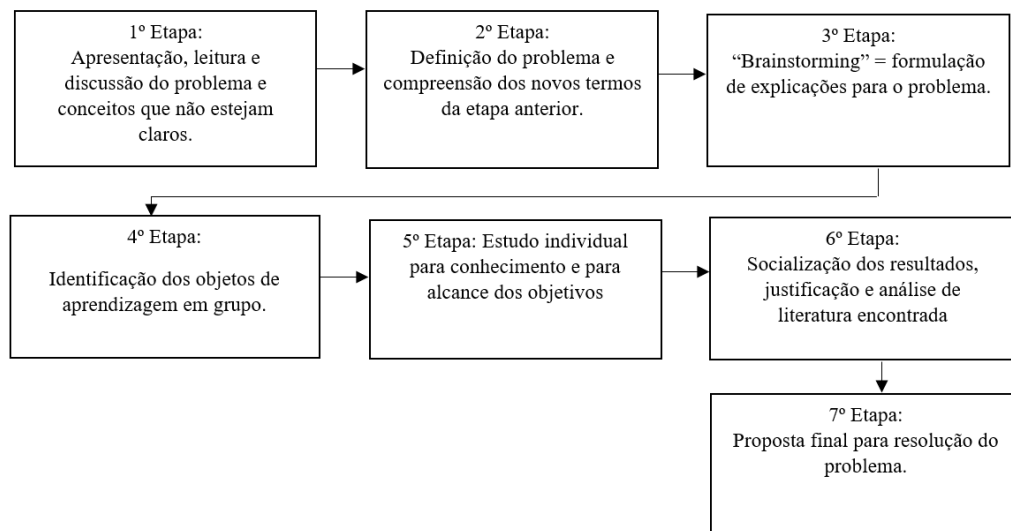 1º Etapa:
Apresentação, leitura e
discussão do problema e
conceitos que não estejam
claros.
2º Etapa:
Definição do problema e
compreensão dos novos termos
da etapa anterior.
3º Etapa:
“Brainstorming” = formulação
de explicações para o problema.
4º Etapa:
Identificação dos objetos de
aprendizagem em grupo.
5º Etapa: Estudo individual
para conhecimento e para
alcance dos objetivos
6º Etapa:
Socialização dos resultados,
justificação e análise de
literatura encontrada
7º Etapa:
Proposta final para resolução do
problema.